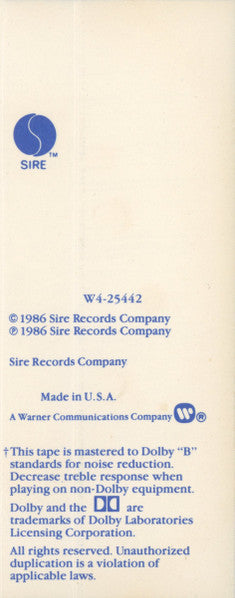 TM
SIRE
W4-25442
© 1986 Sire Records Company
℗ 1986 Sire Records Company
Sire Records Company
Made in U.S.A.
A Warner Communications Company W ®
† This tape is mastered to Dolby “B”
standards for noise reduction.
Decrease treble response when
playing on non-Dolby equipment.
Dolby and the DD are
trademarks of Dolby Laboratories
Licensing Corporation.
All rights reserved. Unauthorized
duplication is a violation of
applicable laws.